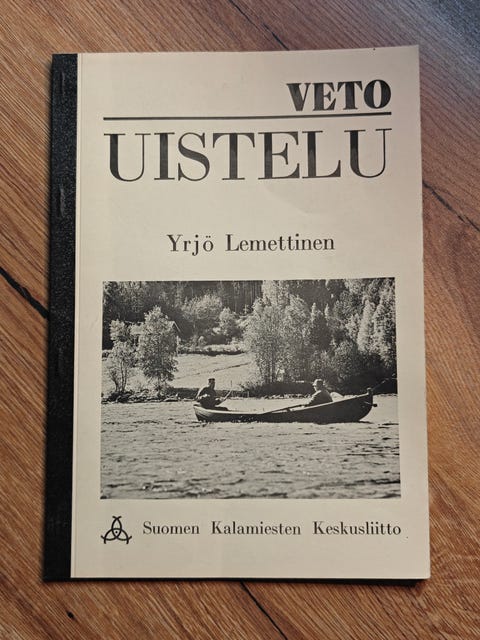 VETO
UISTELU
Yrjö Lemettinen
Suomen Kalamiesten Keskusliitto